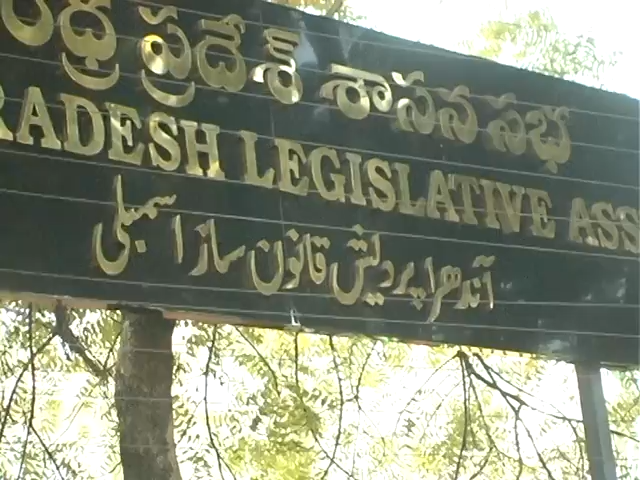 ఆంధ్ర ప్రదేశ్ శాసన సభ
RADESH LEGISLATIVE ASS
آندھرا پردیش قانون ساز اسمبلی